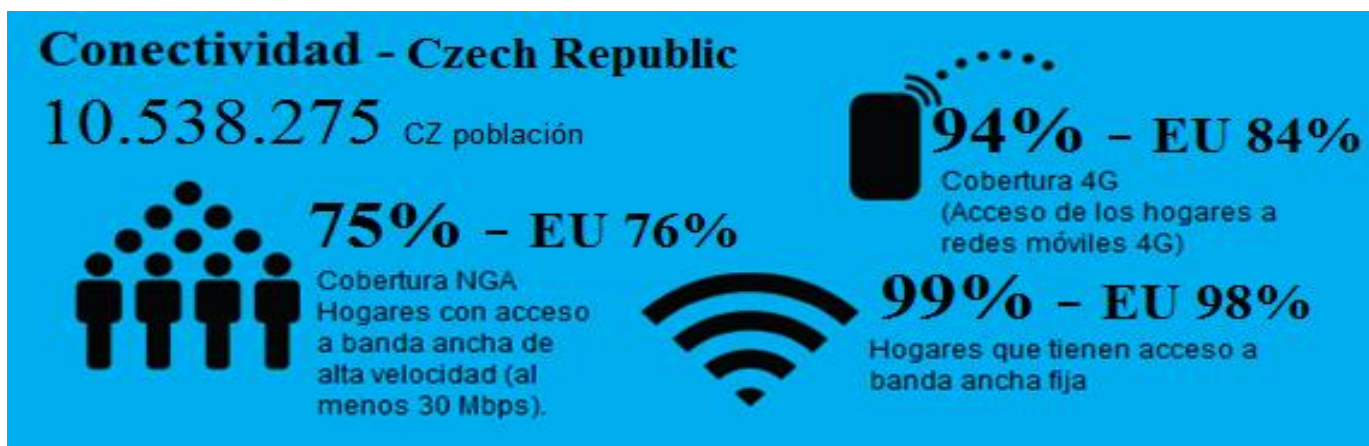 Conectividad - Czech Republic
10.538.275 CZ población
75% - EU 76%
Cobertura NGA
Hogares con acceso
a banda ancha de
alta velocidad (al
menos 30 Mbps).
94% - EU 84%
Cobertura 4G
(Acceso de los hogares a
redes móviles 4G)
99% - EU 98%
Hogares que tienen acceso a
banda ancha fija